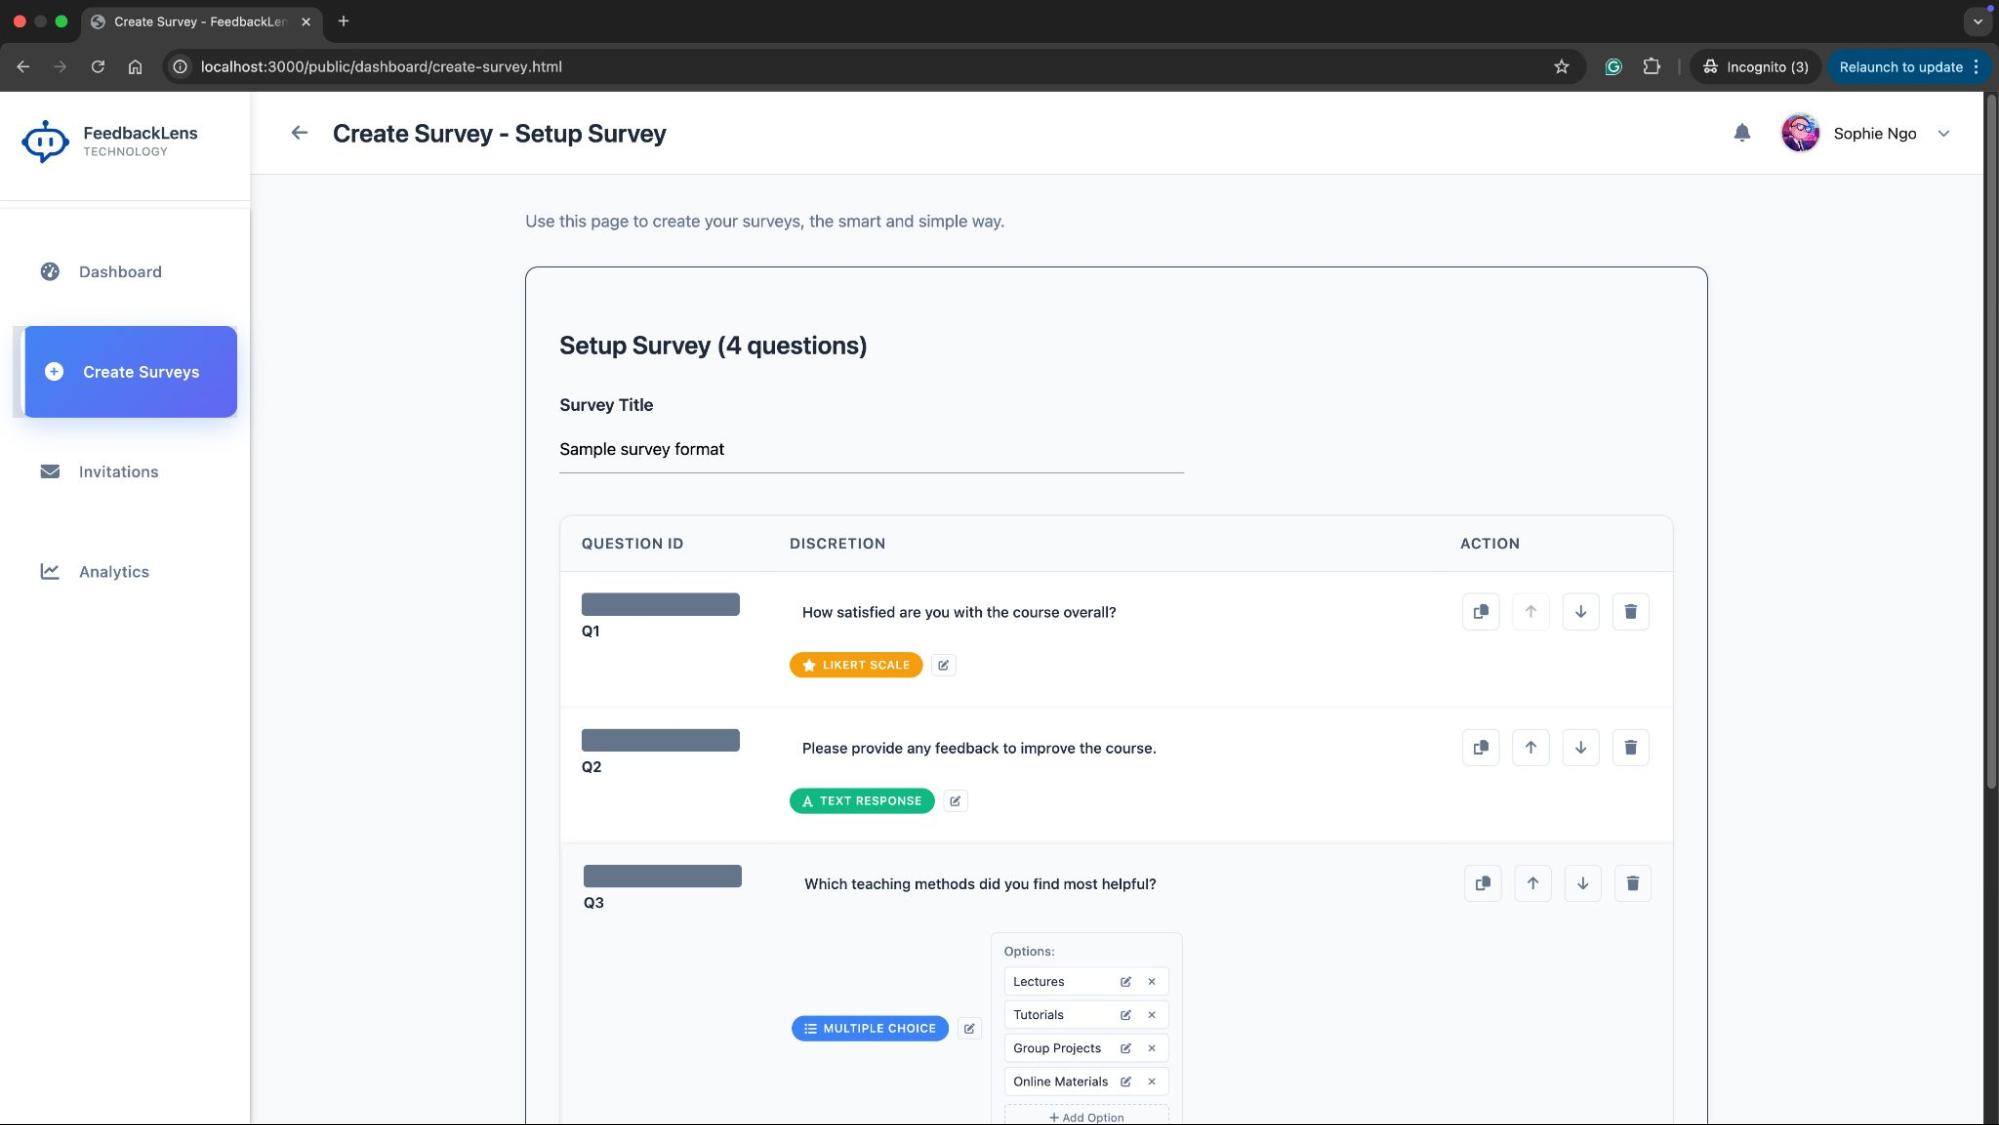 Create Survey - FeedbackLen
localhost:3000/public/dashboard/create-survey.html
Incognito (3)
Relaunch to update
FeedbackLens
TECHNOLOGY
Create Survey - Setup Survey
Sophie Ngo
Use this page to create your surveys, the smart and simple way.
Dashboard
Create Surveys
Invitations
Analytics
Setup Survey (4 questions)
Survey Title
Sample survey format
QUESTION ID DISCRETION ACTION
How satisfied are you with the course overall?
Q1
LIKERT SCALE
Please provide any feedback to improve the course.
Q2
TEXT RESPONSE
Which teaching methods did you find most helpful?
Q3
Options:
Lectures
Tutorials
MULTIPLE CHOICE
Group Projects
Online Materials
+ Add Option